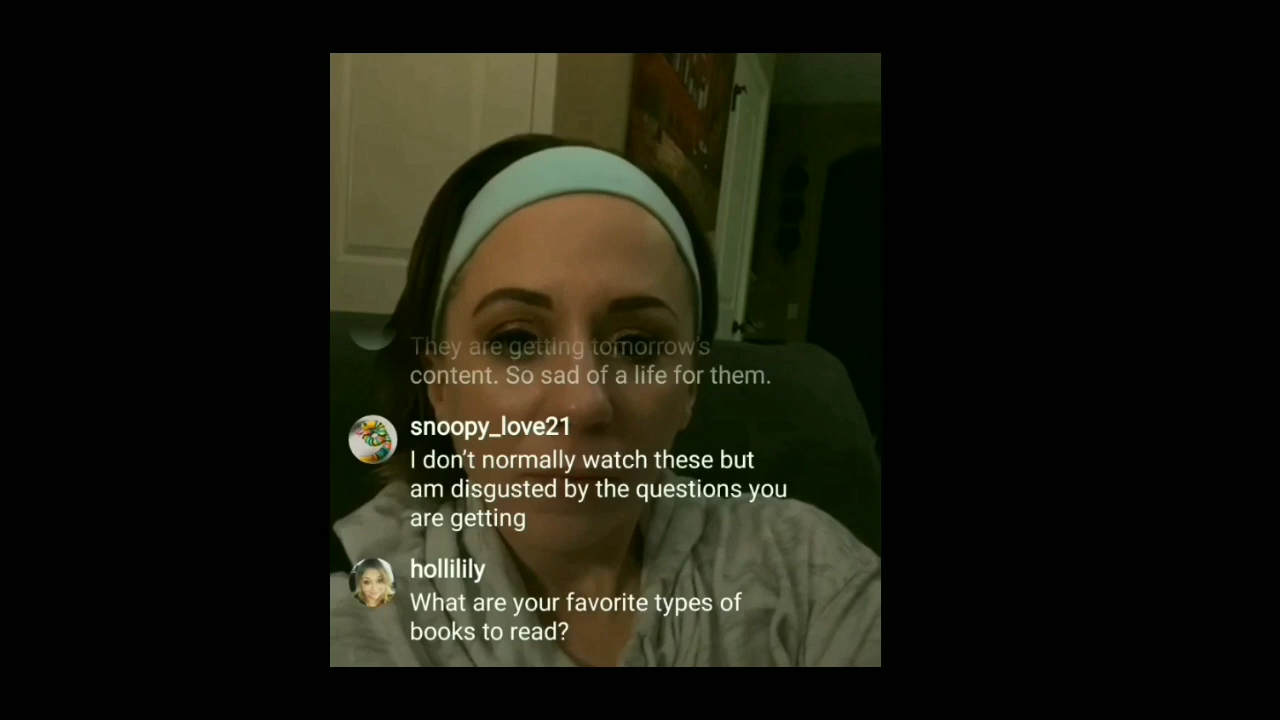 They are getting tomorrow's
content. So sad of a life for them.
snoopy_love21
I don't normally watch these but
am disgusted by the questions you
are getting
hollilily
What are your favorite types of
books to read?